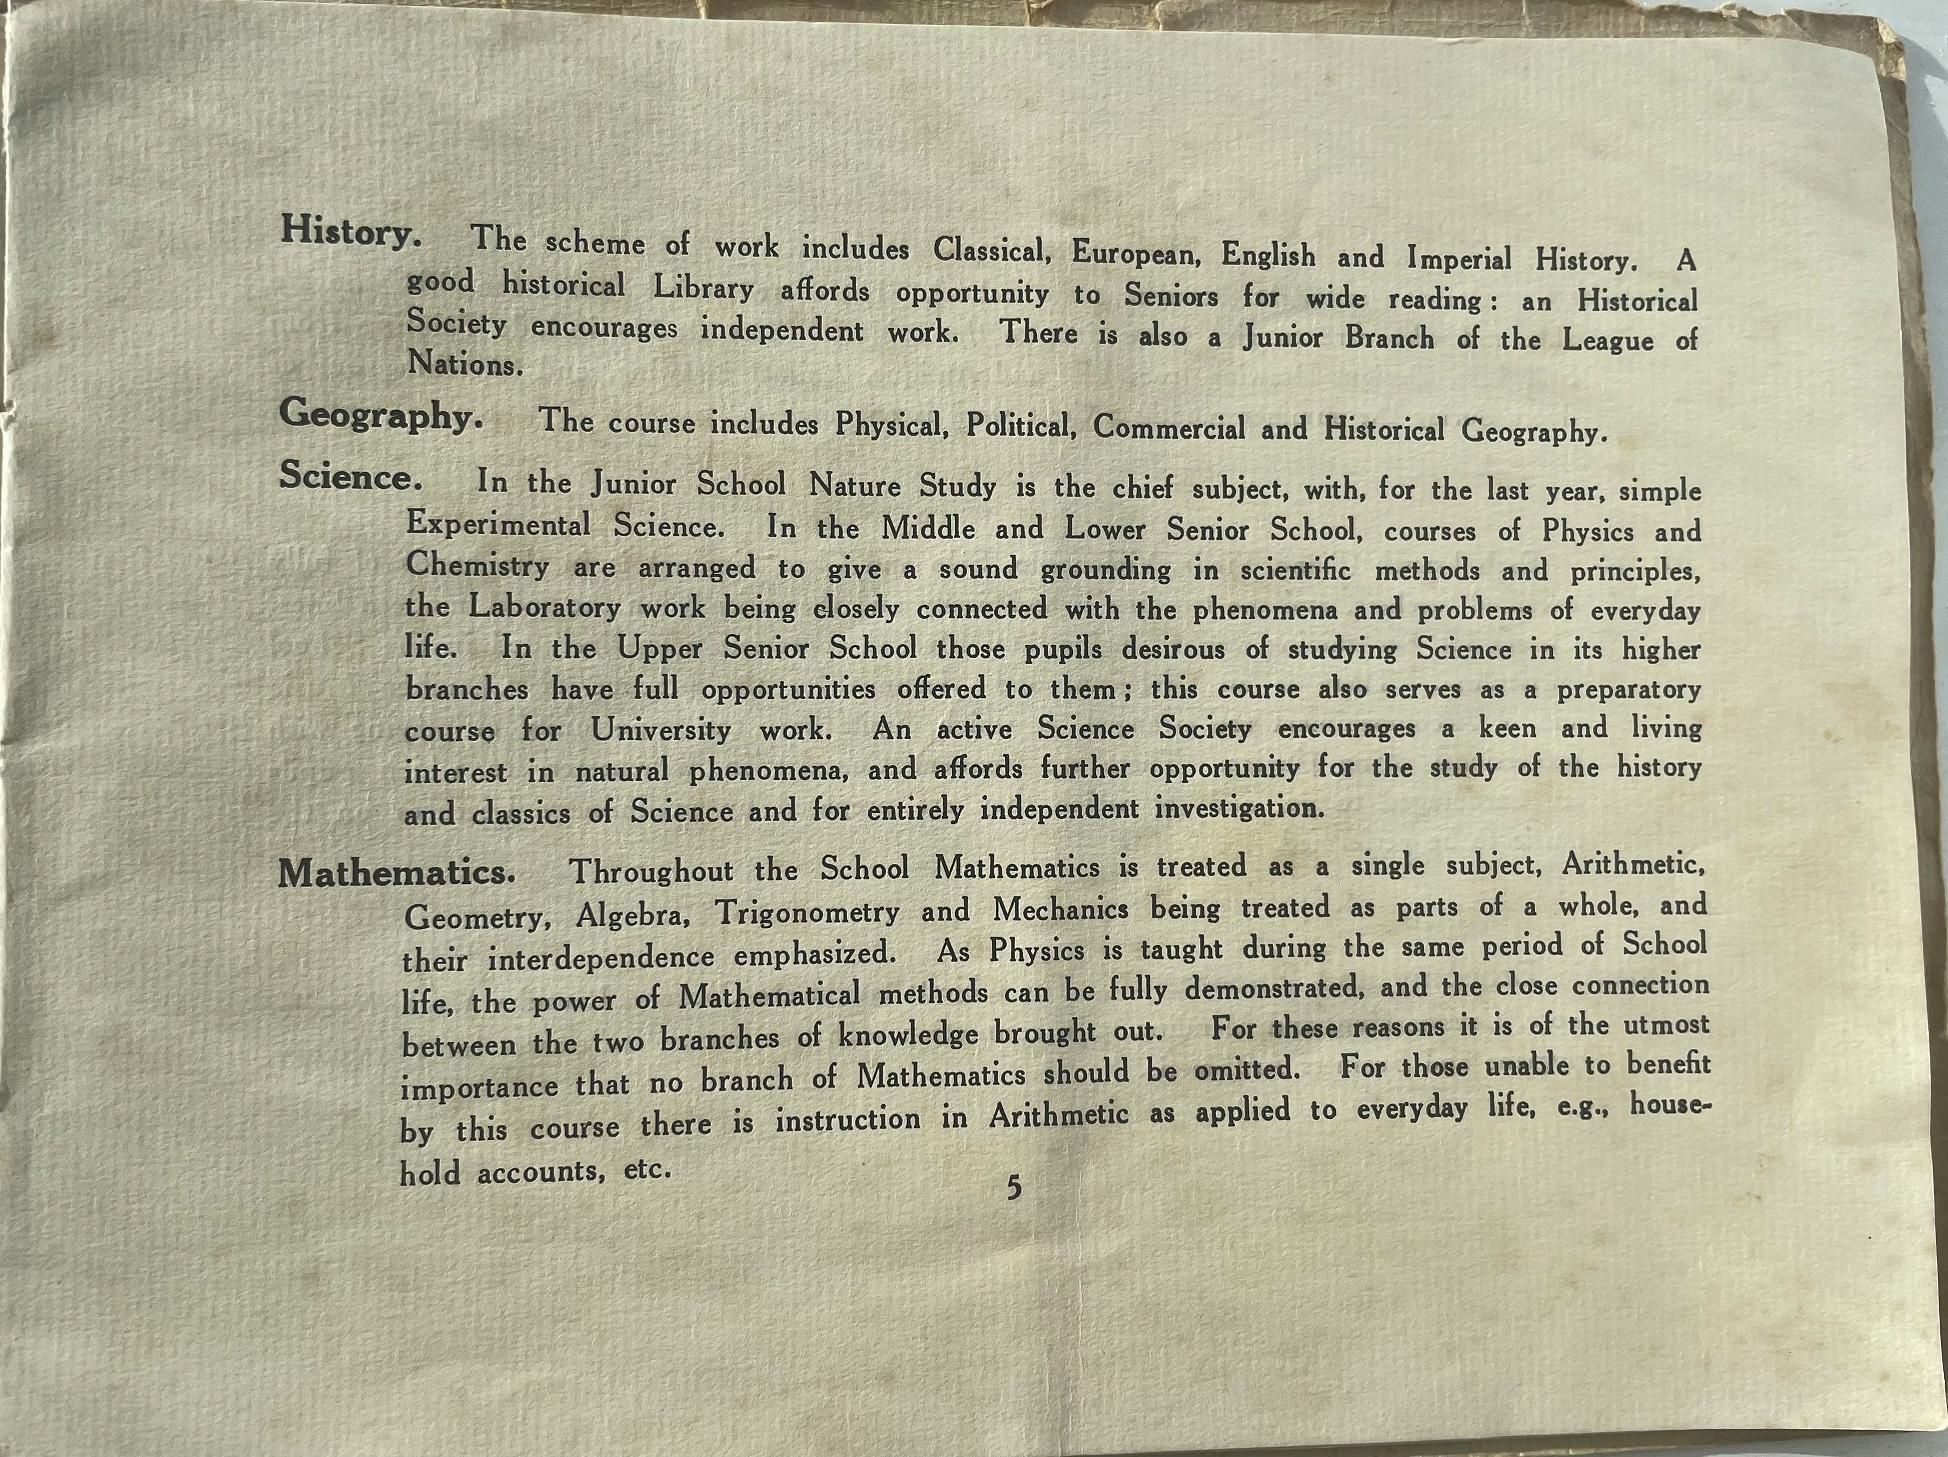 History. The scheme of work includes Classical, European, English and Imperial History. A
good historical Library affords opportunity to Seniors for wide reading: an Historical
Society encourages independent work. There is also a Junior Branch of the League of
Nations.
Geography. The course includes Physical, Political, Commercial and Historical Geography.
Science. In the Junior School Nature Study is the chief subject, with, for the last year, simple
Experimental Science. In the Middle and Lower Senior School, courses of Physics and
Chemistry are arranged to give a sound grounding in scientific methods and principles,
the Laboratory work being closely connected with the phenomena and problems of everyday
life. In the Upper Senior School those pupils desirous of studying Science in its higher
branches have full opportunities offered to them; this course also serves as a preparatory
course for University work. An active Science Society encourages a keen and living
interest in natural phenomena, and affords further opportunity for the study of the history
and classics of Science and for entirely independent investigation.
Mathematics. Throughout the School Mathematics is treated as a single subject, Arithmetic,
Geometry, Algebra, Trigonometry and Mechanics being treated as parts of a whole, and
their interdependence emphasized. As Physics is taught during the same period of School
life, the power of Mathematical methods can be fully demonstrated, and the close connection
between the two branches of knowledge brought out. For these reasons it is of the utmost
importance that no branch of Mathematics should be omitted. For those unable to benefit
by this course there is instruction in Arithmetic as applied to everyday life, e.g., house-
hold accounts, etc.
5